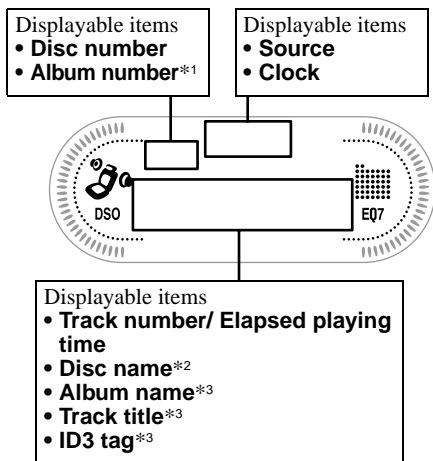 Displayable items
• Disc number
• Album number*1
Displayable items
• Source
• Clock
DSO
EQ7
Displayable items
• Track number/ Elapsed playing
time
• Disc name*2
• Album name*3
• Track title*3
• ID3 tag*3